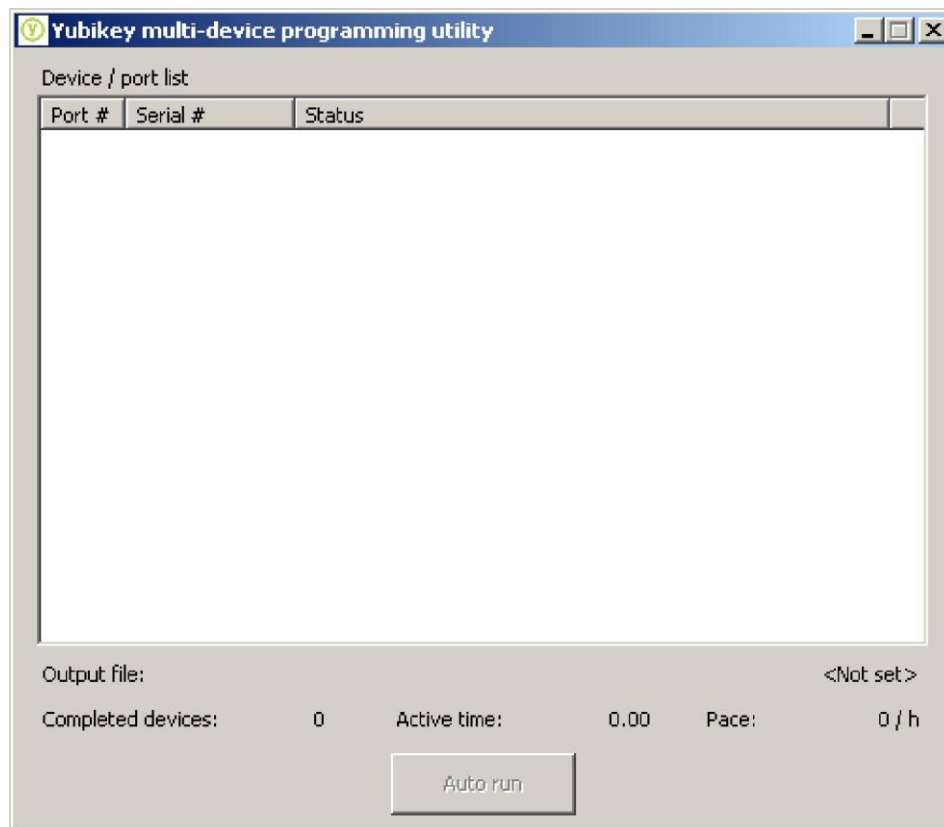 Yubikey multi-device programming utility
Device / port list
Port # Serial # Status
Output file: <Not set>
Completed devices: 0 Active time: 0.00 Pace: 0 / h
Auto run